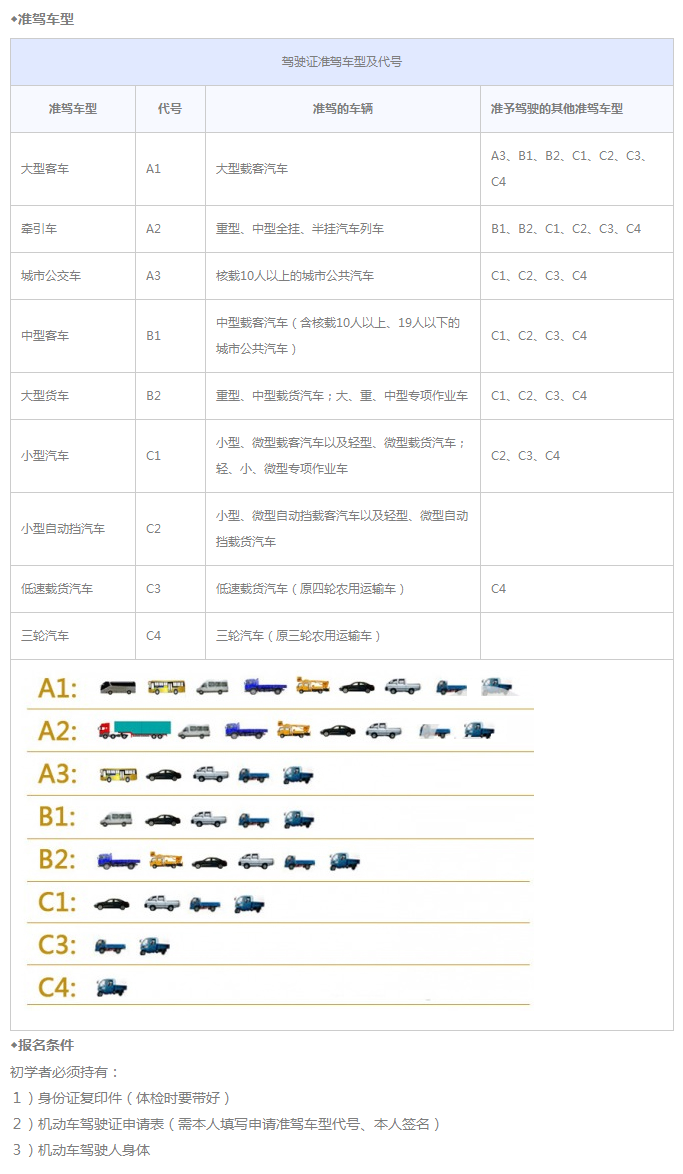 ◆准驾车型
驾驶证准驾车型及代号
准驾车型 代号 准驾的车辆 准予驾驶的其他准驾车型
大型客车 A1 大型载客汽车 A3、B1、B2、C1、C2、C3、
C4
牵引车 A2 重型、中型全挂、半挂汽车列车 B1、B2、C1、C2、C3、C4
城市公交车 A3 核载10人以上的城市公共汽车 C1、C2、C3、C4
中型客车 B1 中型载客汽车（含核载10人以上、19人以下的
城市公共汽车） C1、C2、C3、C4
大型货车 B2 重型、中型载货汽车；大、重、中型专项作业车 C1、C2、C3、C4
小型汽车 C1 小型、微型载客汽车以及轻型、微型载货汽车；
轻、小、微型专项作业车 C2、C3、C4
小型自动挡汽车 C2 小型、微型自动挡载客汽车以及轻型、微型自动
挡载货汽车
低速载货汽车 C3 低速载货汽车（原四轮农用运输车） C4
三轮汽车 C4 三轮汽车（原三轮农用运输车）
A1:
A2:
A3:
B1:
B2:
C1:
C3:
C4:
◆报名条件
初学者必须持有：
１）身份证复印件（体检时要带好）
２）机动车驾驶证申请表（需本人填写申请准驾车型代号、本人签名）
３）机动车驾驶人身体